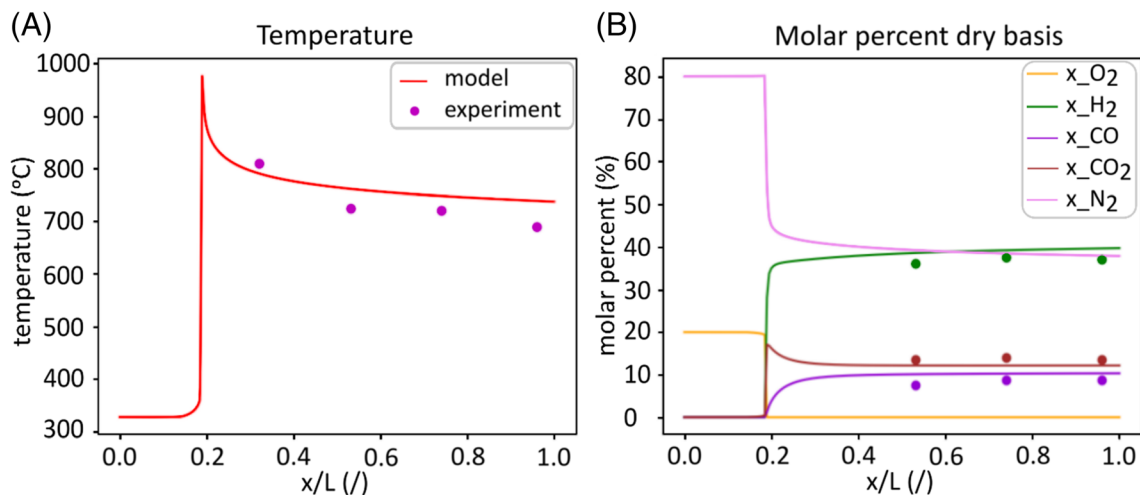 (A)
Temperature
1000
900
800
700
600
500
400
300
temperature (°C)
model
experiment
0.0 0.2 0.4 0.6 0.8 1.0
x/L (/)
(B)
Molar percent dry basis
80
70
60
50
40
30
20
10
0
molar percent (%)
x_O2
x_H2
x_CO
x_CO2
x_N2
0.0 0.2 0.4 0.6 0.8 1.0
x/L (/)